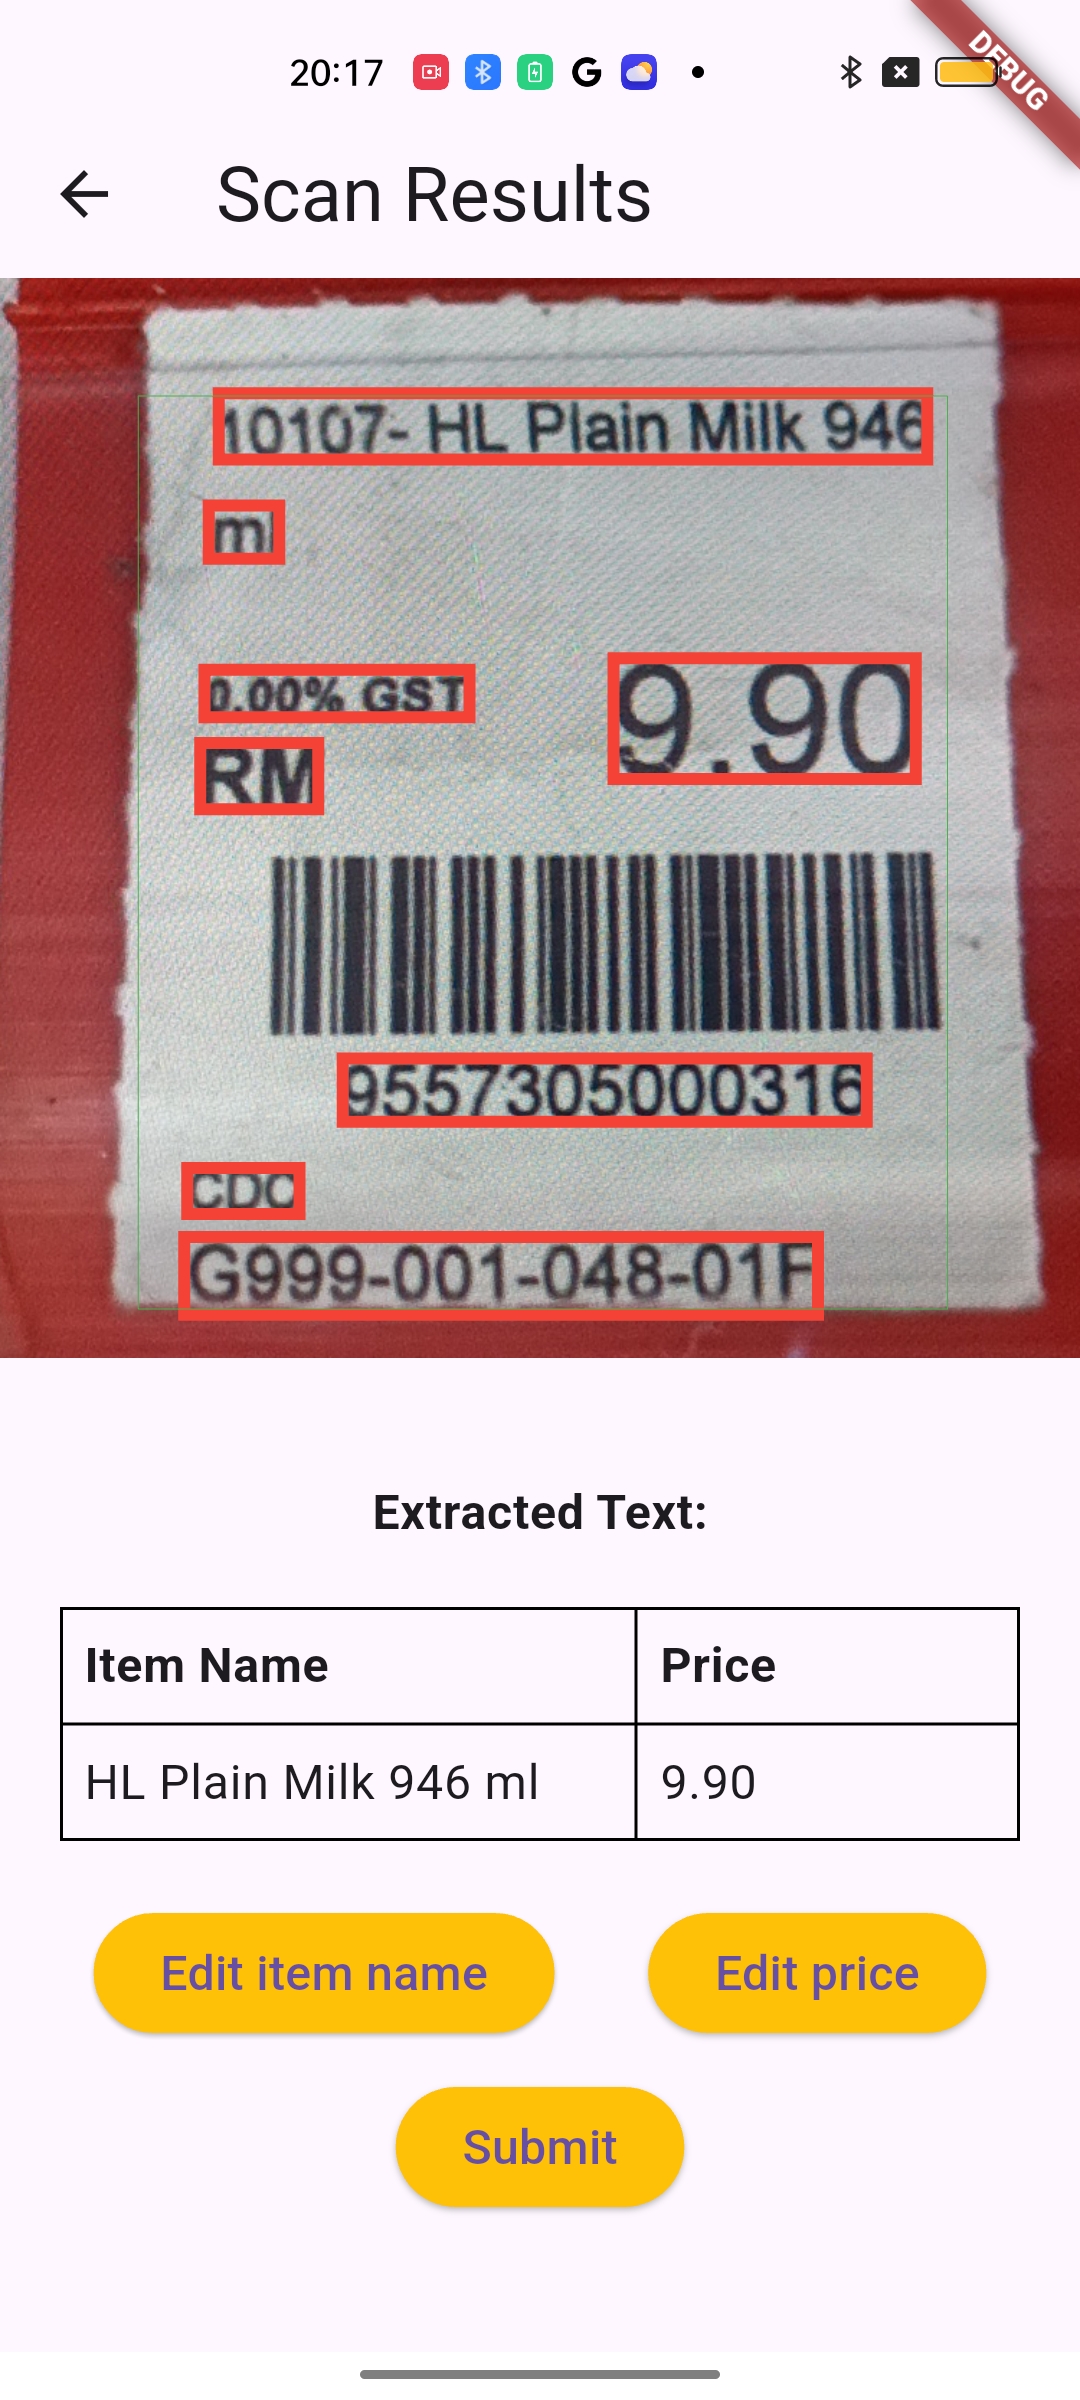 20:17
DEBUG
Scan Results
10107- HL Plain Milk 946
ml
0.00% GST
9.90
RM
9557305000316
CDC
G999-001-048-01F
Extracted Text:
Item Name Price
HL Plain Milk 946 ml 9.90
Edit item name Edit price
Submit